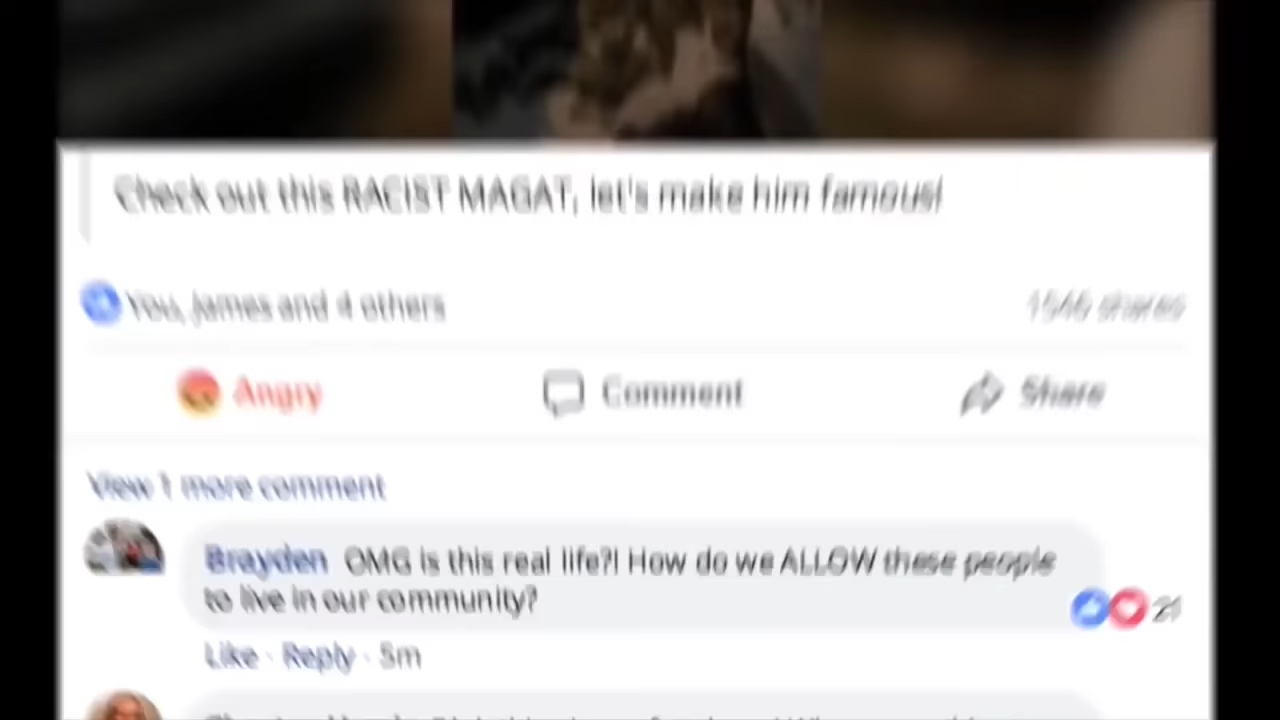 Check out this RACIST MAGAT, let's make him famous!
You, James and 4 others
1546 shares
Angry
Comment
Share
View 1 more comment
Brayden OMG is this real life?! How do we ALLOW these people
to live in our community?
21
Like · Reply · 5m